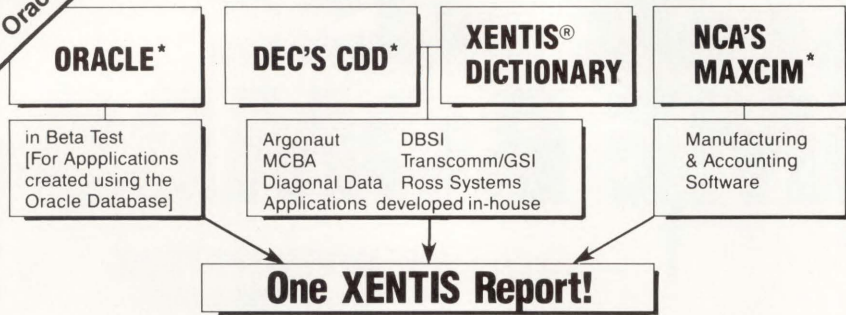 Orac
ORACLE*
DEC'S CDD*
XENTIS®
DICTIONARY
NCA'S
MAXCIM*
in Beta Test
[For Appplications
created using the
Oracle Database]
Argonaut DBSI
MCBA Transcomm/GSI
Diagonal Data Ross Systems
Applications developed in-house
Manufacturing
& Accounting
Software
One XENTIS Report!